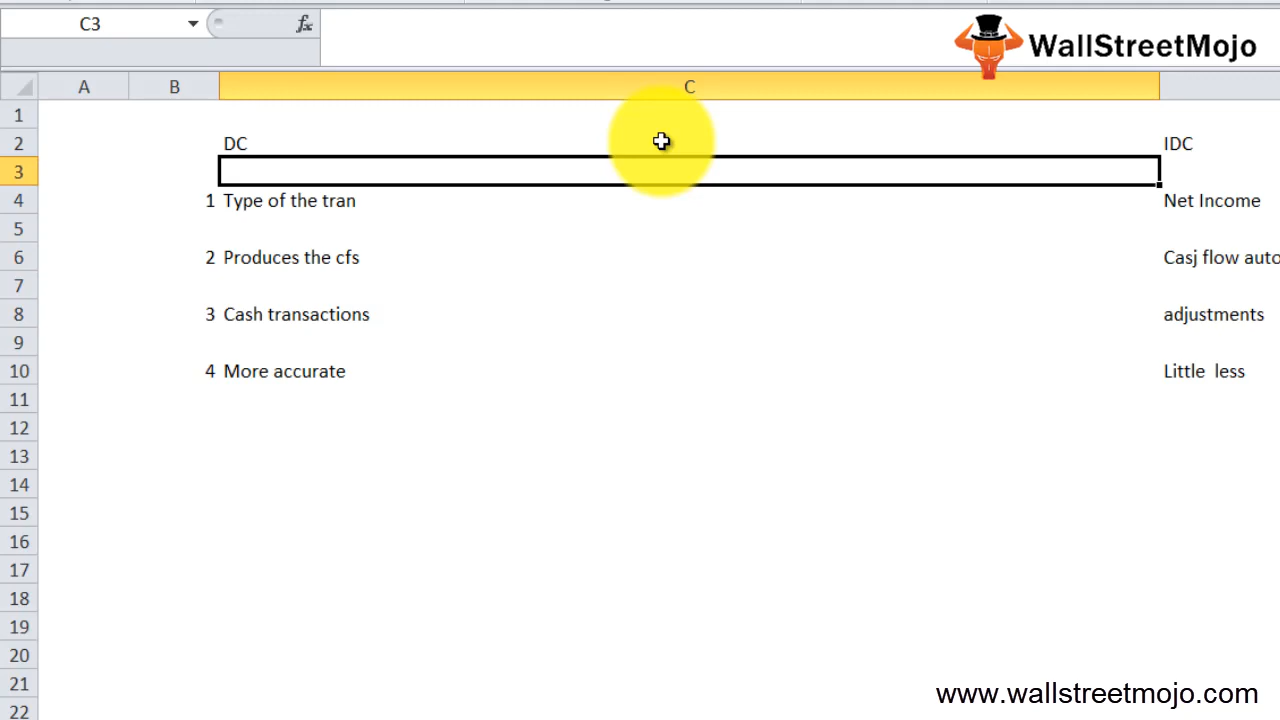 C3
fx
WallStreetMojo
A B C
1
2 DC IDC
3
4 1 Type of the tran Net Income
5
6 2 Produces the cfs Casj flow auto
7
8 3 Cash transactions adjustments
9
10 4 More accurate Little less
11
12
13
14
15
16
17
18
19
20
21
22
www.wallstreetmojo.com